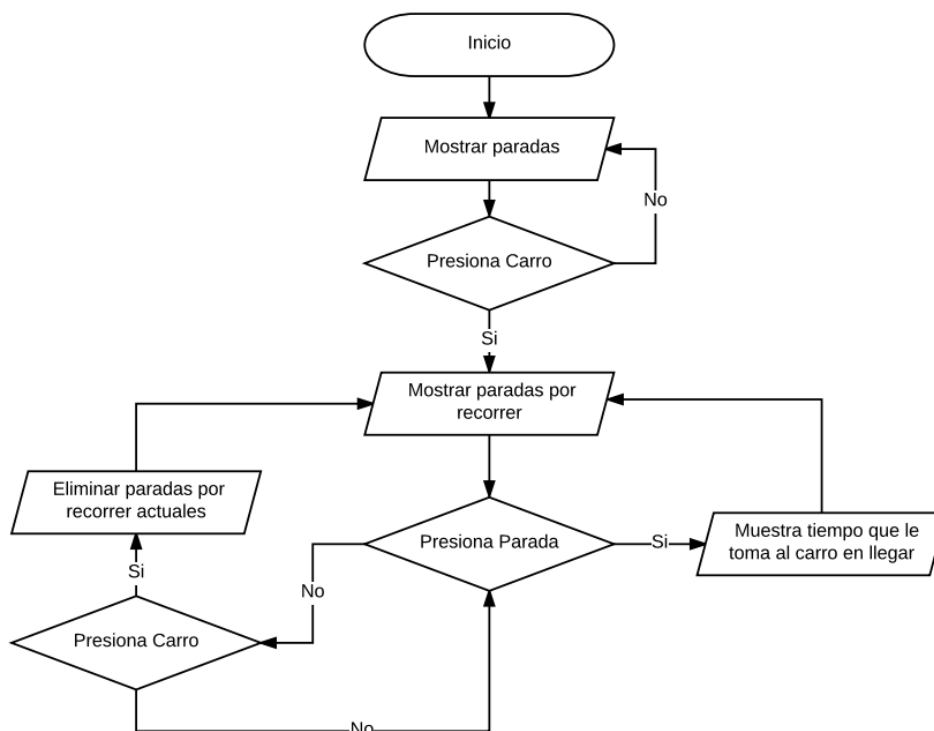 Inicio
Mostrar paradas
No
Presiona Carro
Si
Mostrar paradas por
recorrer
Eliminar paradas por
recorrer actuales
Presiona Parada
Si
Muestra tiempo que le
toma al carro en llegar
Si
No
Presiona Carro
No